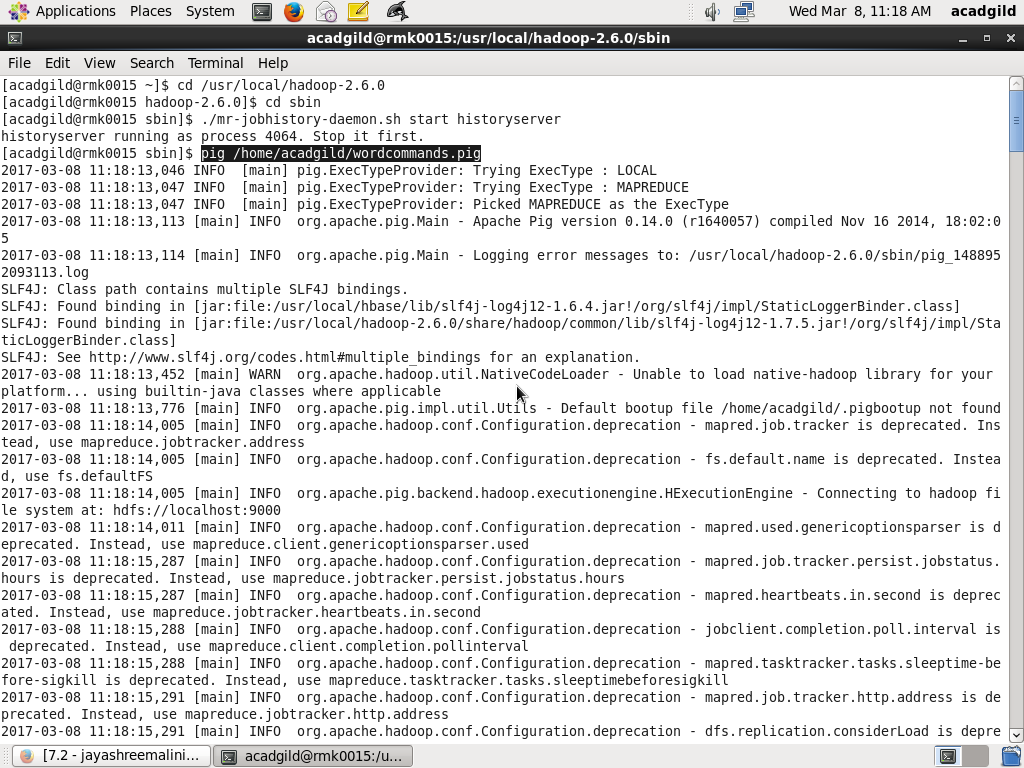 Applications Places System Wed Mar 8, 11:18 AM acadgild
acadgild@rmk0015:/usr/local/hadoop-2.6.0/sbin
File Edit View Search Terminal Help
[acadgild@rmk0015 ~]$ cd /usr/local/hadoop-2.6.0
[acadgild@rmk0015 hadoop-2.6.0]$ cd sbin
[acadgild@rmk0015 sbin]$ ./mr-jobhistory-daemon.sh start historyserver
historyserver running as process 4064. Stop it first.
[acadgild@rmk0015 sbin]$ pig /home/acadgild/wordcommands.pig
2017-03-08 11:18:13,046 INFO  [main] pig.ExecTypeProvider: Trying ExecType : LOCAL
2017-03-08 11:18:13,047 INFO  [main] pig.ExecTypeProvider: Trying ExecType : MAPREDUCE
2017-03-08 11:18:13,047 INFO  [main] pig.ExecTypeProvider: Picked MAPREDUCE as the ExecType
2017-03-08 11:18:13,113 [main] INFO  org.apache.pig.Main - Apache Pig version 0.14.0 (r1640057) compiled Nov 16 2014, 18:02:0
5
2017-03-08 11:18:13,114 [main] INFO  org.apache.pig.Main - Logging error messages to: /usr/local/hadoop-2.6.0/sbin/pig_148895
2093113.log
SLF4J: Class path contains multiple SLF4J bindings.
SLF4J: Found binding in [jar:file:/usr/local/hbase/lib/slf4j-log4j12-1.6.4.jar!/org/slf4j/impl/StaticLoggerBinder.class]
SLF4J: Found binding in [jar:file:/usr/local/hadoop-2.6.0/share/hadoop/common/lib/slf4j-log4j12-1.7.5.jar!/org/slf4j/impl/Sta
ticLoggerBinder.class]
SLF4J: See http://www.slf4j.org/codes.html#multiple_bindings for an explanation.
2017-03-08 11:18:13,452 [main] WARN  org.apache.hadoop.util.NativeCodeLoader - Unable to load native-hadoop library for your
platform... using builtin-java classes where applicable
2017-03-08 11:18:13,776 [main] INFO  org.apache.pig.impl.util.Utils - Default bootup file /home/acadgild/.pigbootup not found
2017-03-08 11:18:14,005 [main] INFO  org.apache.hadoop.conf.Configuration.deprecation - mapred.job.tracker is deprecated. Ins
tead, use mapreduce.jobtracker.address
2017-03-08 11:18:14,005 [main] INFO  org.apache.hadoop.conf.Configuration.deprecation - fs.default.name is deprecated. Instea
d, use fs.defaultFS
2017-03-08 11:18:14,005 [main] INFO  org.apache.pig.backend.hadoop.executionengine.HExecutionEngine - Connecting to hadoop fi
le system at: hdfs://localhost:9000
2017-03-08 11:18:14,011 [main] INFO  org.apache.hadoop.conf.Configuration.deprecation - mapred.used.genericoptionsparser is d
eprecated. Instead, use mapreduce.client.genericoptionsparser.used
2017-03-08 11:18:15,287 [main] INFO  org.apache.hadoop.conf.Configuration.deprecation - mapred.job.tracker.persist.jobstatus.
hours is deprecated. Instead, use mapreduce.jobtracker.persist.jobstatus.hours
2017-03-08 11:18:15,287 [main] INFO  org.apache.hadoop.conf.Configuration.deprecation - mapred.heartbeats.in.second is deprec
ated. Instead, use mapreduce.jobtracker.heartbeats.in.second
2017-03-08 11:18:15,288 [main] INFO  org.apache.hadoop.conf.Configuration.deprecation - jobclient.completion.poll.interval is
 deprecated. Instead, use mapreduce.client.completion.pollinterval
2017-03-08 11:18:15,288 [main] INFO  org.apache.hadoop.conf.Configuration.deprecation - mapred.tasktracker.tasks.sleeptime-be
fore-sigkill is deprecated. Instead, use mapreduce.tasktracker.tasks.sleeptimebeforesigkill
2017-03-08 11:18:15,291 [main] INFO  org.apache.hadoop.conf.Configuration.deprecation - mapred.job.tracker.http.address is de
precated. Instead, use mapreduce.jobtracker.http.address
2017-03-08 11:18:15,291 [main] INFO  org.apache.hadoop.conf.Configuration.deprecation - dfs.replication.considerLoad is depre
[7.2 - jayashreemalini... acadgild@rmk0015:/u...